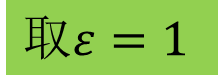 取ε = 1